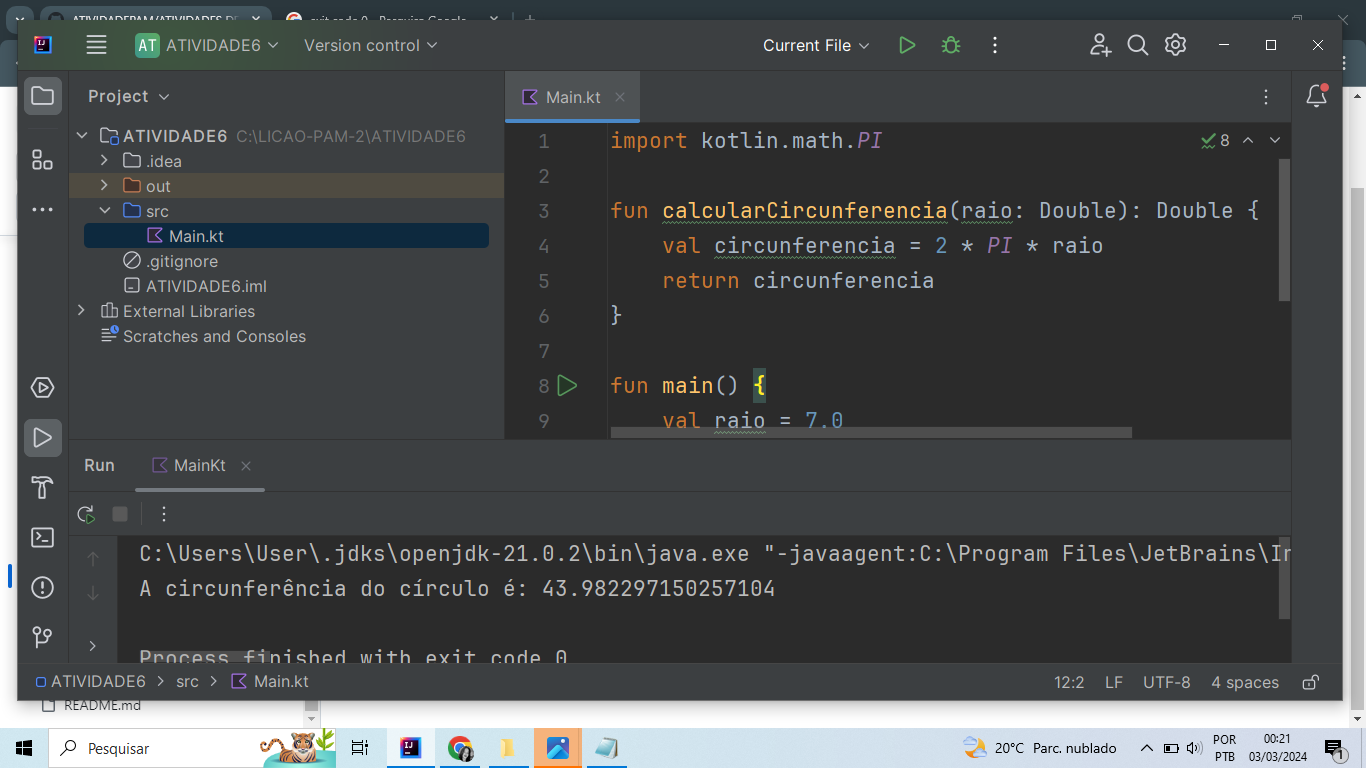 ATIVIDADEPAM/ATIVIDADES
exit code 0 - Pesquisa Google
AT ATIVIDADE6
Version control
Current File
Project
Main.kt
ATIVIDADE6 C:\LICAO-PAM-2\ATIVIDADE6
.idea
out
src
Main.kt
.gitignore
ATIVIDADE6.iml
External Libraries
Scratches and Consoles
8
1 import kotlin.math.PI
2
3 fun calcularCircunferencia(raio: Double): Double {
4 val circunferencia = 2 * PI * raio
5 return circunferencia
6 }
7
8 fun main() {
9 val raio = 7.0
Run
MainKt
C:\Users\User\.jdks\openjdk-21.0.2\bin\java.exe "-javaagent:C:\Program Files\JetBrains\In
A circunferência do círculo é: 43.982297150257104
Process finished with exit code 0
ATIVIDADE6 > src > Main.kt
12:2 LF UTF-8 4 spaces
README.md
Pesquisar
20°C Parc. nublado
POR
PTB
00:21
03/03/2024
1